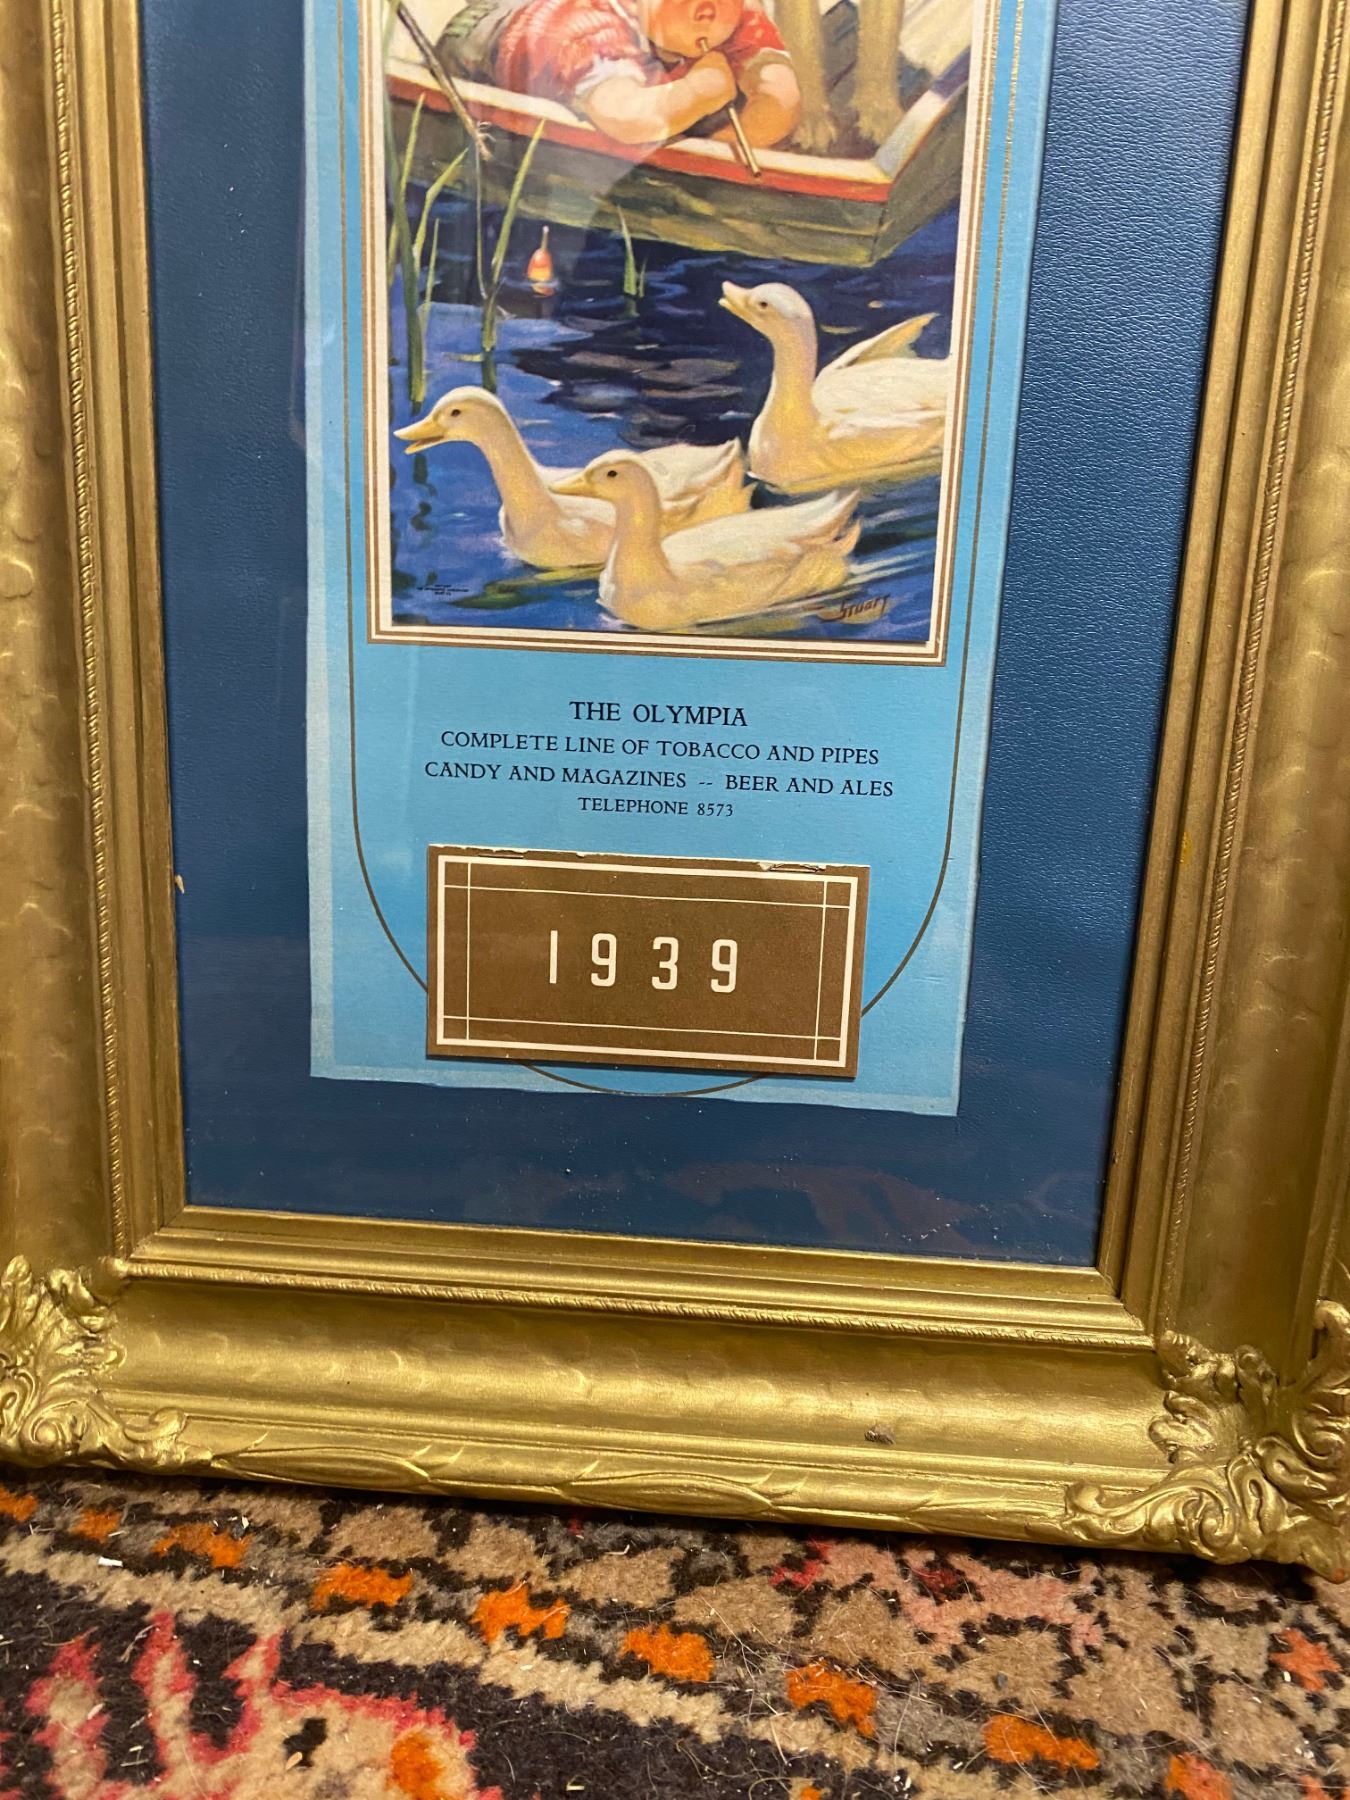 Stuart
THE OLYMPIA
COMPLETE LINE OF TOBACCO AND PIPES
CANDY AND MAGAZINES -- BEER AND ALES
TELEPHONE 8573
1939